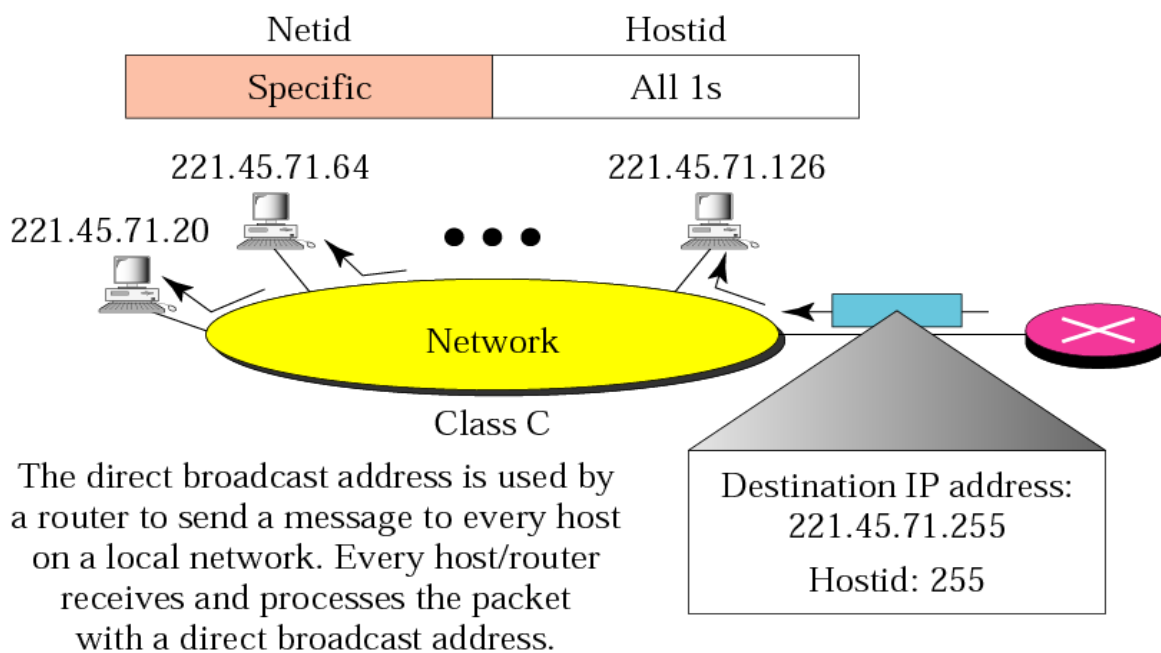 Netid
Hostid
Specific
All 1s
221.45.71.64
221.45.71.126
221.45.71.20
Network
Class C
The direct broadcast address is used by
a router to send a message to every host
on a local network. Every host/router
receives and processes the packet
with a direct broadcast address.
Destination IP address:
221.45.71.255
Hostid: 255